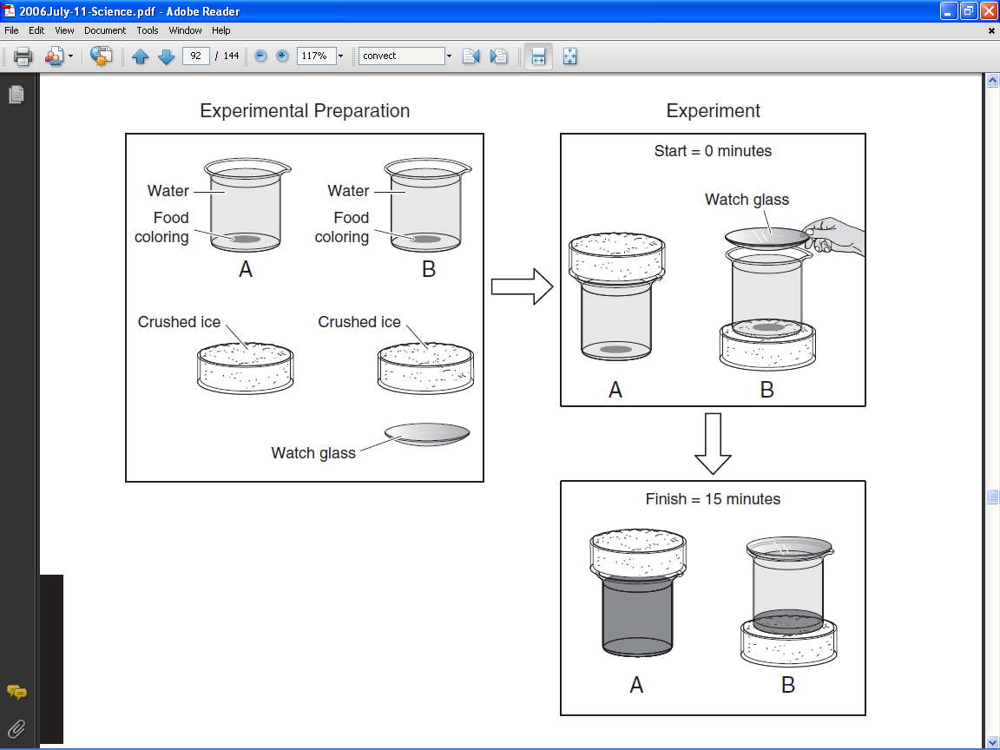 2006July-11-Science.pdf - Adobe Reader
File Edit View Document Tools Window Help
92 / 144 117% convect
Experimental Preparation
Water
Food
coloring
A
Water
Food
coloring
B
Crushed ice
Crushed ice
Watch glass
Experiment
Start = 0 minutes
Watch glass
A
B
Finish = 15 minutes
A
B